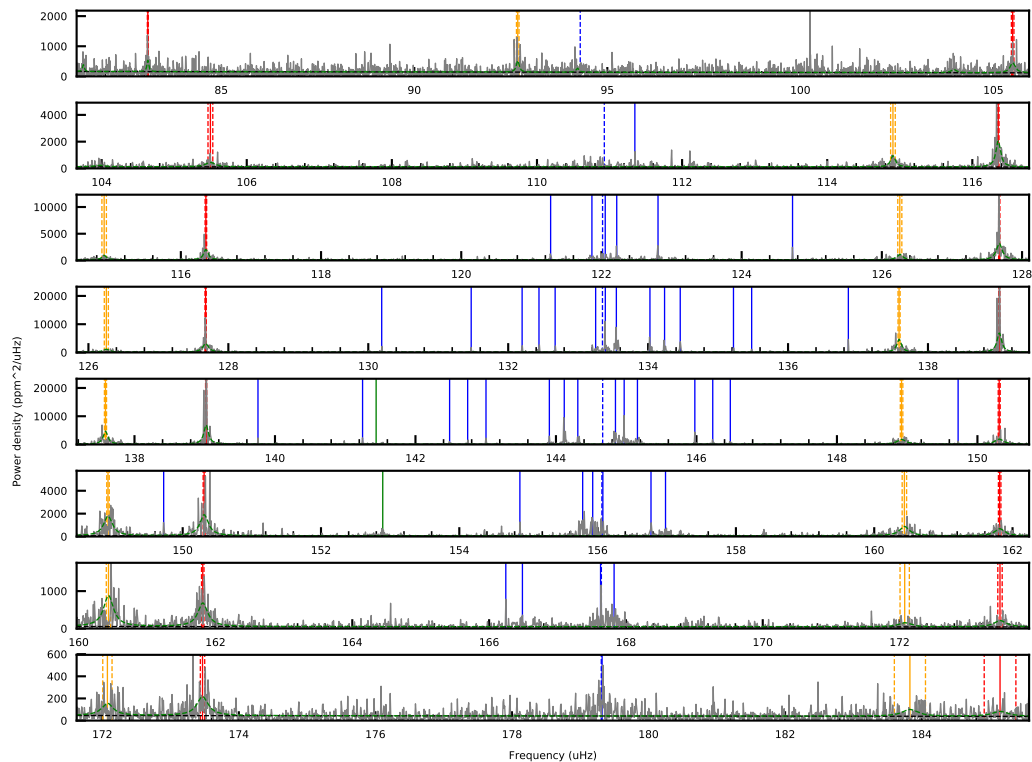 2000
1000
0
85 90 95 100 105
4000
2000
0
104 106 108 110 112 114 116
10000
5000
0
116 118 120 122 124 126 128
20000
10000
0
126 128 130 132 134 136 138
20000
10000
0
138 140 142 144 146 148 150
4000
2000
0
150 152 154 156 158 160 162
1000
0
160 162 164 166 168 170 172
600
400
200
0
172 174 176 178 180 182 184
Power density (ppm^2/uHz)
Frequency (uHz)